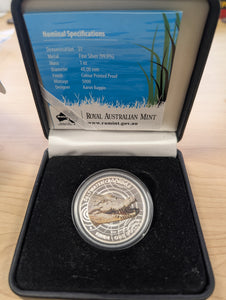 Nominal Specifications
Denomination $1
Metal Fine Silver 99.9%
Mass 1 oz
Diameter 40.00 mm
Finish Colour Printed Proof
Mintage 5000
Designer Karen Baggio
ROYAL AUSTRALIAN MINT
www.ramint.gov.au